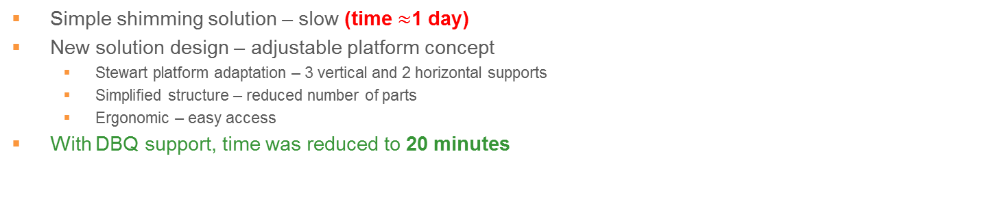 ▪ Simple shimming solution – slow (time ≈1 day)
▪ New solution design – adjustable platform concept
▪ Stewart platform adaptation – 3 vertical and 2 horizontal supports
▪ Simplified structure – reduced number of parts
▪ Ergonomic – easy access
▪ With DBQ support, time was reduced to 20 minutes